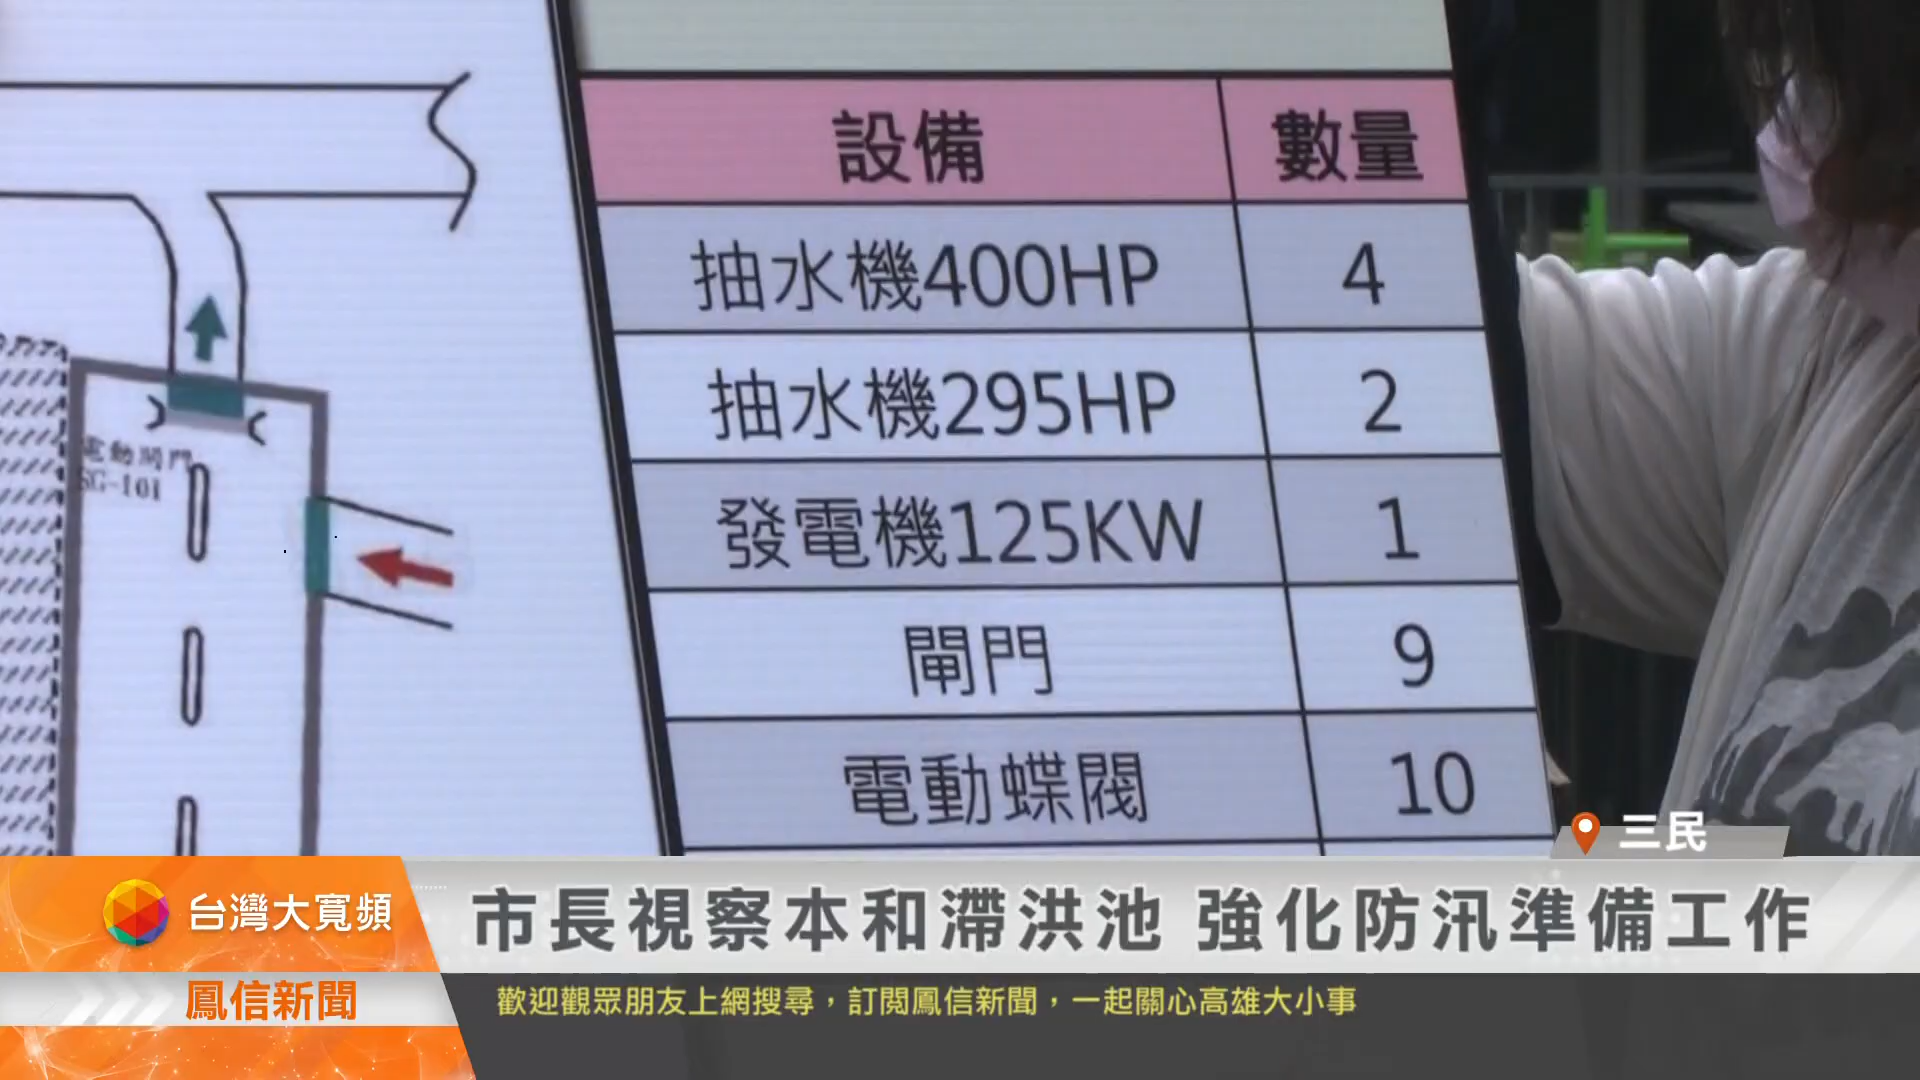 設備 數量
抽水機400HP 4
抽水機295HP 2
發電機125KW 1
閘門 9
電動蝶閥 10
電動閘門
SG-101
三民
台灣大寬頻
市長視察本和滯洪池 強化防汛準備工作
鳳信新聞
歡迎觀眾朋友上網搜尋，訂閱鳳信新聞，一起關心高雄大小事